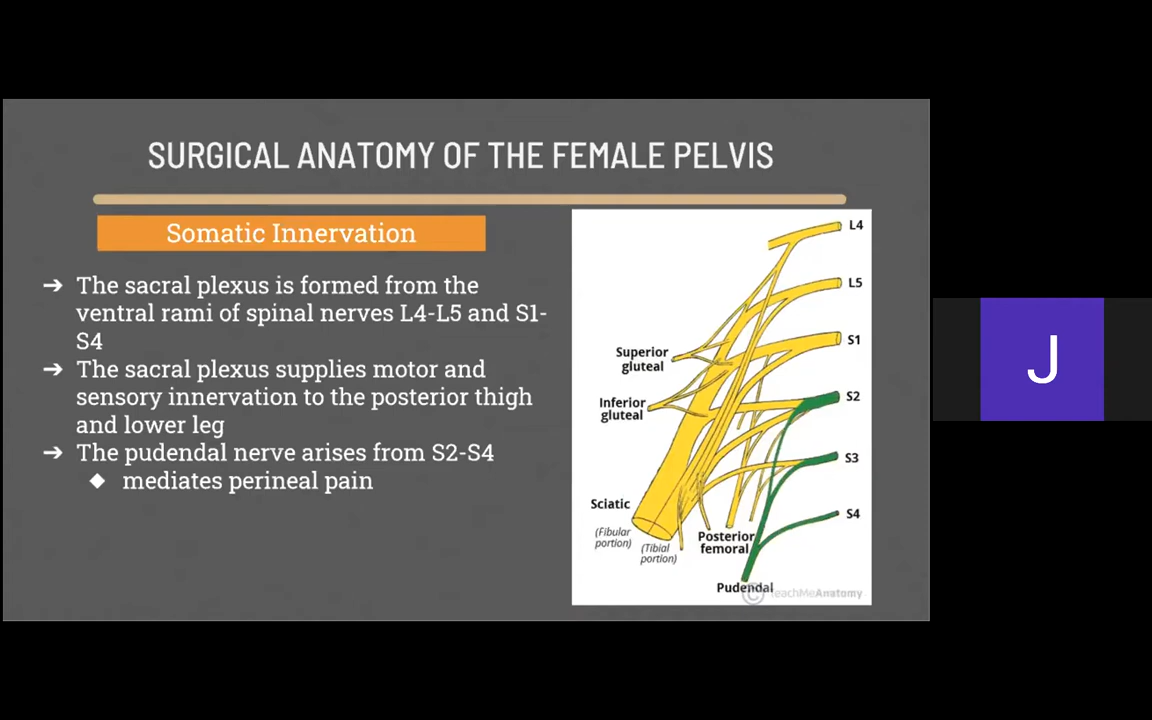 SURGICAL ANATOMY OF THE FEMALE PELVIS
Somatic Innervation
➔ The sacral plexus is formed from the
ventral rami of spinal nerves L4-L5 and S1-
S4
➔ The sacral plexus supplies motor and
sensory innervation to the posterior thigh
and lower leg
➔ The pudendal nerve arises from S2-S4
◆ mediates perineal pain
L4
L5
S1
Superior
gluteal
S2
Inferior
gluteal
S3
Sciatic
S4
(Fibular
portion)
(Tibial
portion)
Posterior
femoral
Pudendal
© TeachMeAnatomy
J